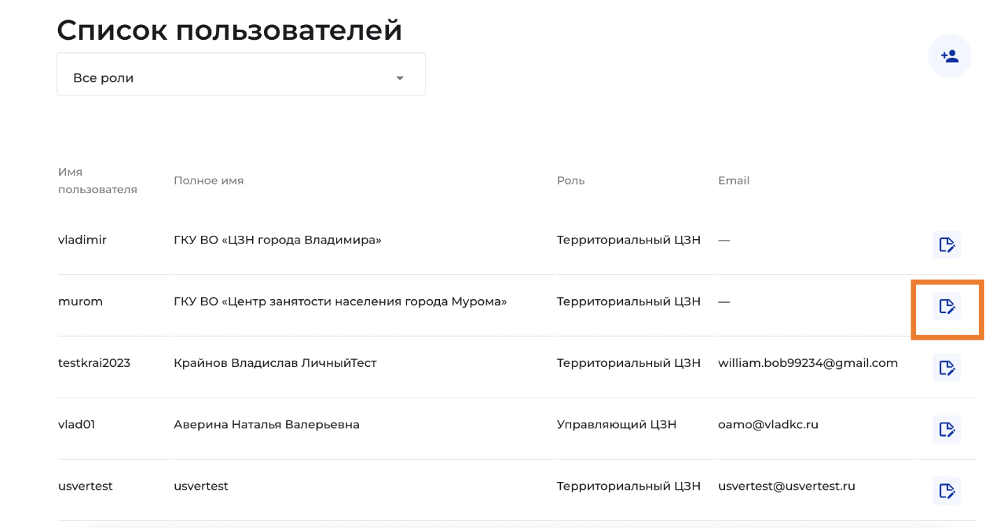 Список пользователей
Все роли
Имя
пользователя
Полное имя
Роль
Email
vladimir ГКУ ВО «ЦЗН города Владимира» Территориальный ЦЗН —
murom ГКУ ВО «Центр занятости населения города Мурома» Территориальный ЦЗН —
testkrai2023 Крайнов Владислав ЛичныйТест Территориальный ЦЗН william.bob99234@gmail.com
vlad01 Аверина Наталья Валерьевна Управляющий ЦЗН oamo@vladkc.ru
usvertest usvertest Территориальный ЦЗН usvertest@usvertest.ru